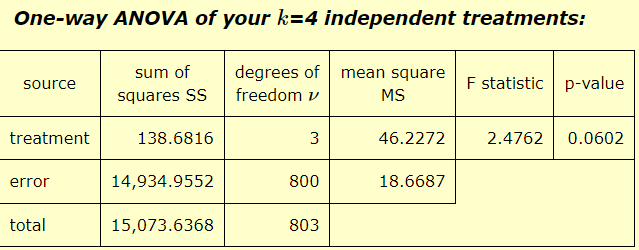 One-way ANOVA of your k=4 independent treatments:
source sum of squares SS degrees of freedom ν mean square MS F statistic p-value
treatment 138.6816 3 46.2272 2.4762 0.0602
error 14,934.9552 800 18.6687
total 15,073.6368 803